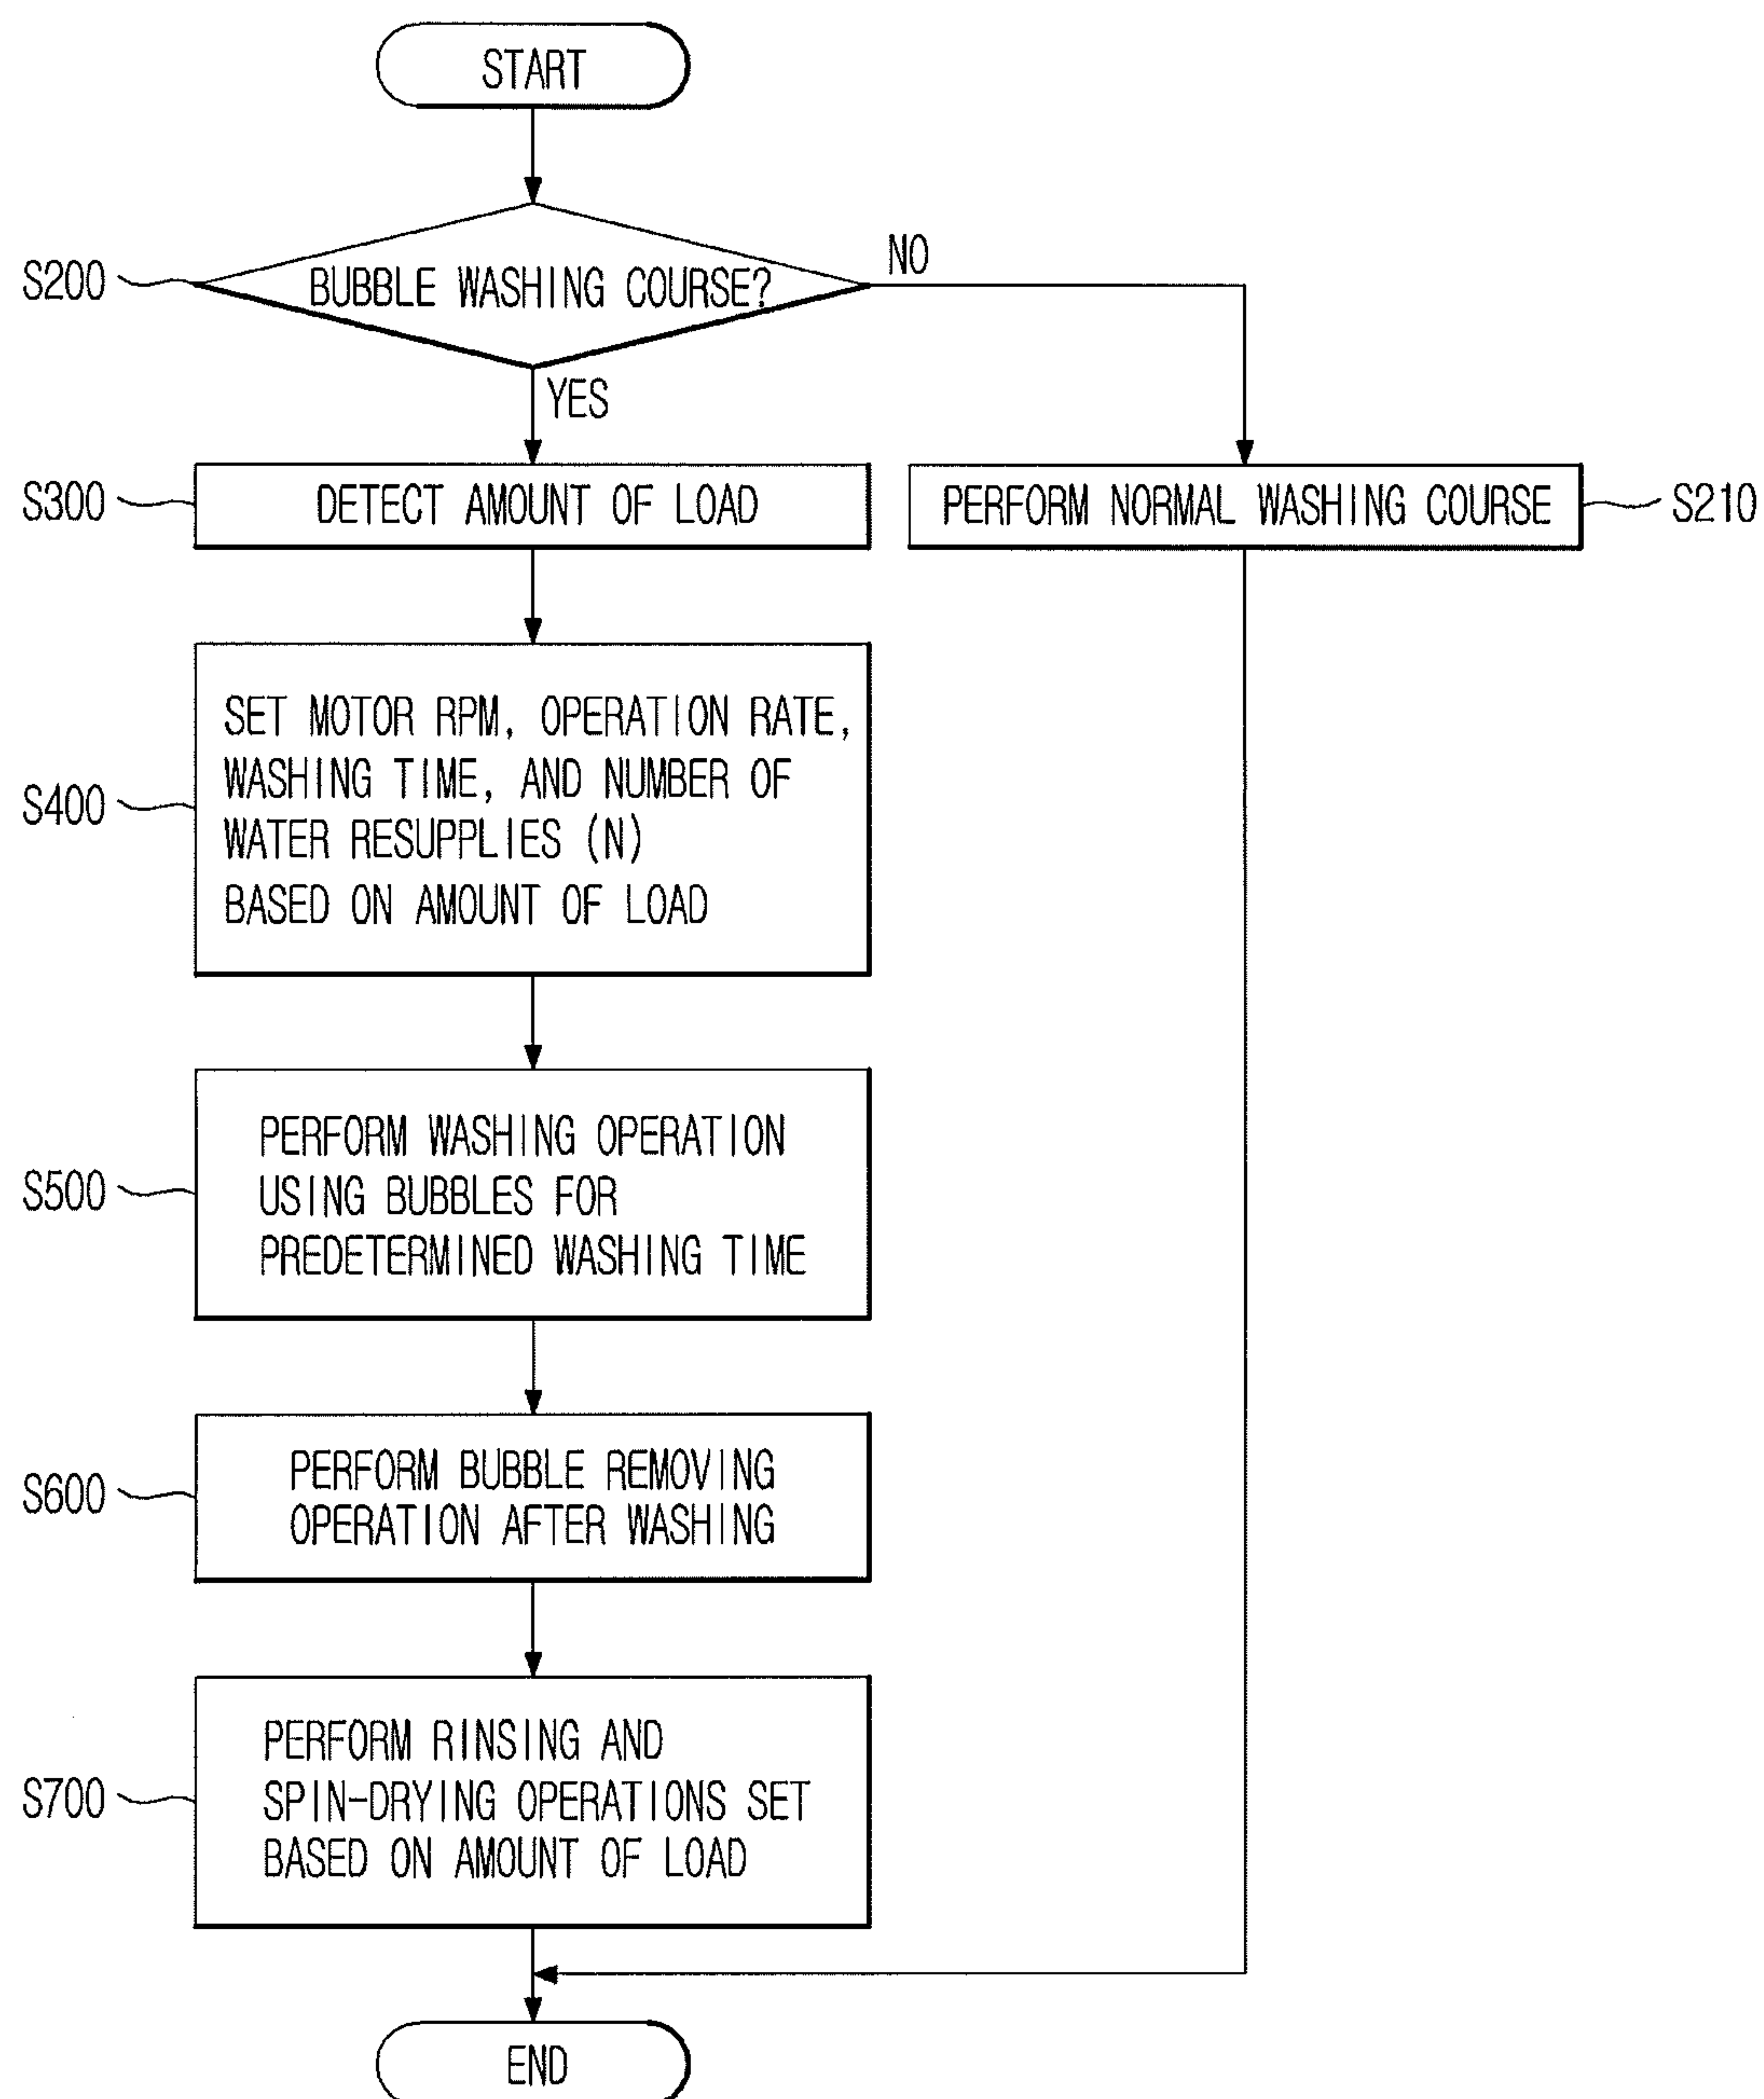 START
S200
BUBBLE WASHING COURSE?
NO
YES
S300
DETECT AMOUNT OF LOAD
PERFORM NORMAL WASHING COURSE
S210
S400
SET MOTOR RPM, OPERATION RATE,
WASHING TIME, AND NUMBER OF
WATER RESUPPLIES (N)
BASED ON AMOUNT OF LOAD
S500
PERFORM WASHING OPERATION
USING BUBBLES FOR
PREDETERMINED WASHING TIME
S600
PERFORM BUBBLE REMOVING
OPERATION AFTER WASHING
S700
PERFORM RINSING AND
SPIN-DRYING OPERATIONS SET
BASED ON AMOUNT OF LOAD
END